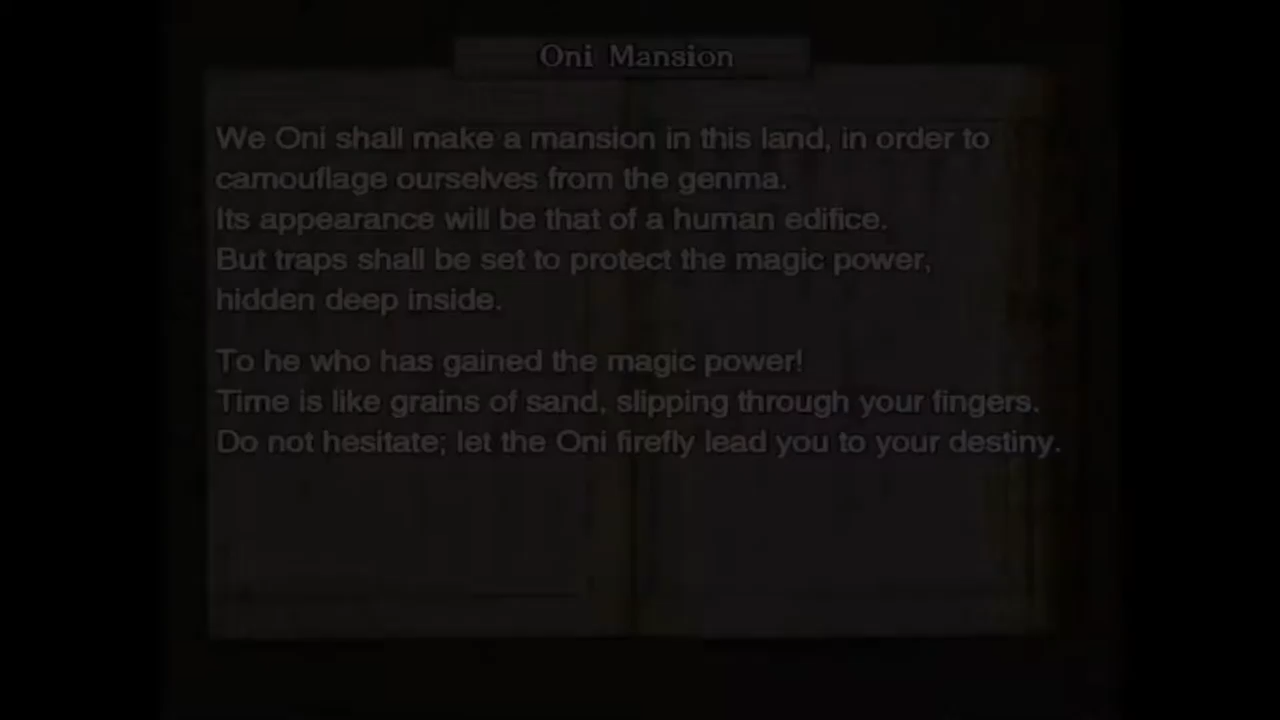 Oni Mansion
We Oni shall make a mansion in this land, in order to
camouflage ourselves from the genma.
Its appearance will be that of a human edifice.
But traps shall be set to protect the magic power,
hidden deep inside.
To he who has gained the magic power!
Time is like grains of sand, slipping through your fingers.
Do not hesitate; let the Oni firefly lead you to your destiny.